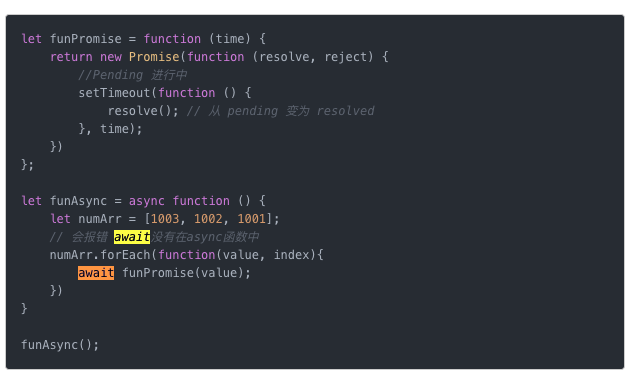 let funPromise = function (time) {
    return new Promise(function (resolve, reject) {
        //Pending 进行中
        setTimeout(function () {
            resolve(); // 从 pending 变为 resolved
        }, time);
    })
};

let funAsync = async function () {
    let numArr = [1003, 1002, 1001];
    // 会报错 await没有在async函数中
    numArr.forEach(function(value, index){
        await funPromise(value);
    })
}

funAsync();